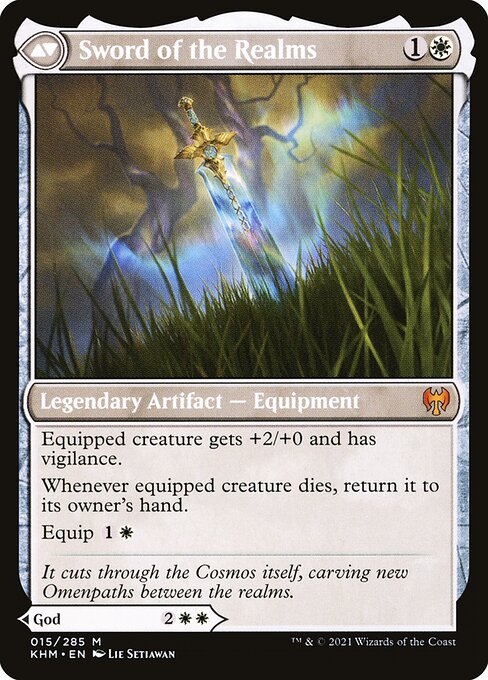 Sword of the Realms 1
Legendary Artifact — Equipment
Equipped creature gets +2/+0 and has
vigilance.
Whenever equipped creature dies, return it to
its owner's hand.
Equip 1
It cuts through the Cosmos itself, carving new
Omenpaths between the realms.
God 2
015/285 M
KHM • EN Lie Setiawan
™ & © 2021 Wizards of the Coast